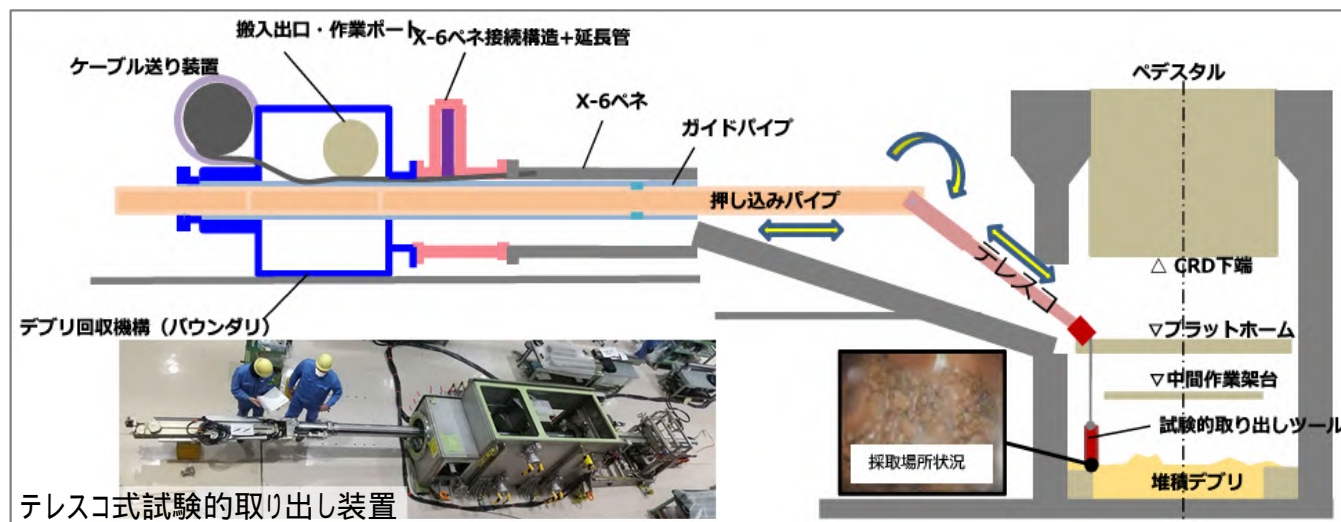 搬入出口・作業ポート
X-6ペネ接続構造+延長管
ケーブル送り装置
X-6ペネ
ガイドパイプ
ペデスタル
押し込みパイプ
テレスコ
△ CRD下端
デブリ回収機構（バウンダリ）
▽プラットホーム
▽中間作業架台
試験的取り出しツール
採取場所状況
堆積デブリ
テレスコ式試験的取り出し装置